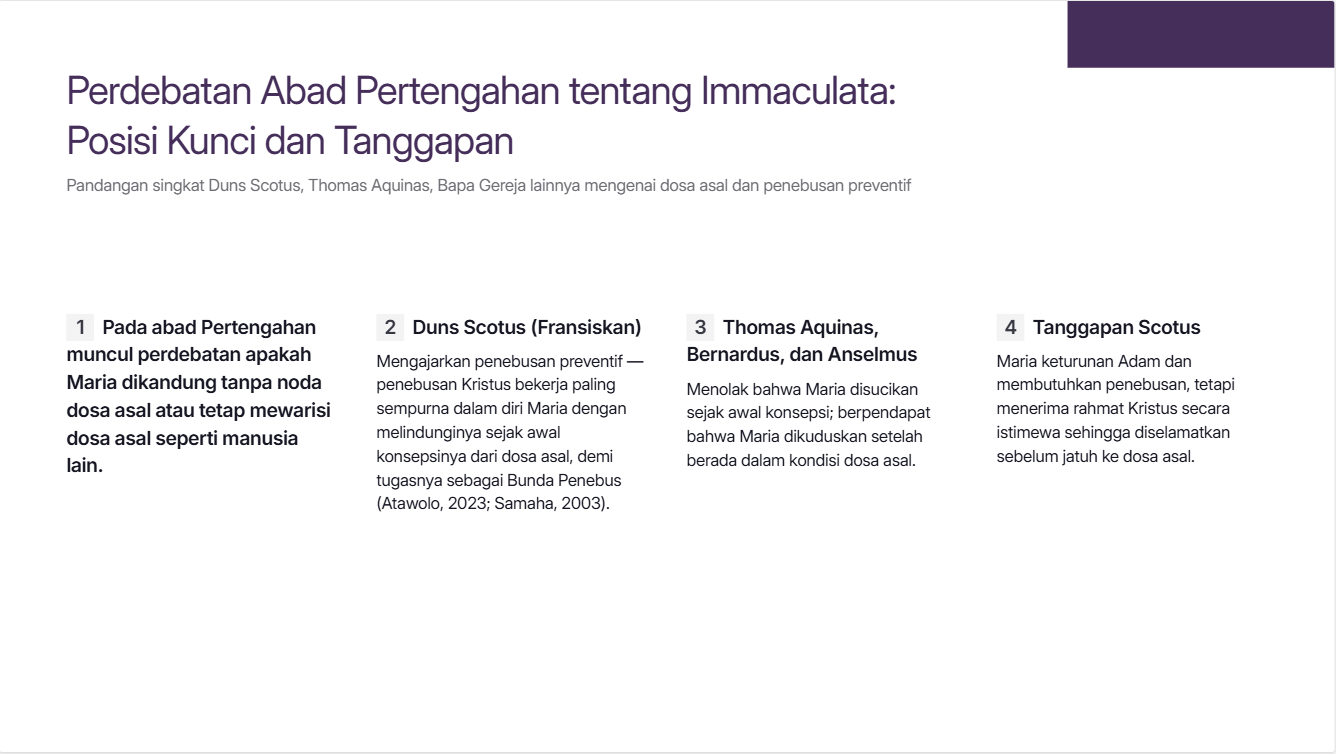 Perdebatan Abad Pertengahan tentang Immaculata:
Posisi Kunci dan Tanggapan
Pandangan singkat Duns Scotus, Thomas Aquinas, Bapa Gereja lainnya mengenai dosa asal dan penebusan preventif
1 Pada abad Pertengahan
muncul perdebatan apakah
Maria dikandung tanpa noda
dosa asal atau tetap mewarisi
dosa asal seperti manusia
lain.
2 Duns Scotus (Fransiskan)
Mengajarkan penebusan preventif —
penebusan Kristus bekerja paling
sempurna dalam diri Maria dengan
melindunginya sejak awal
konsepsinya dari dosa asal, demi
tugasnya sebagai Bunda Penebus
(Atawolo, 2023; Samaha, 2003).
3 Thomas Aquinas,
Bernardus, dan Anselmus
Menolak bahwa Maria disucikan
sejak awal konsepsi; berpendapat
bahwa Maria dikuduskan setelah
berada dalam kondisi dosa asal.
4 Tanggapan Scotus
Maria keturunan Adam dan
membutuhkan penebusan, tetapi
menerima rahmat Kristus secara
istimewa sehingga diselamatkan
sebelum jatuh ke dosa asal.